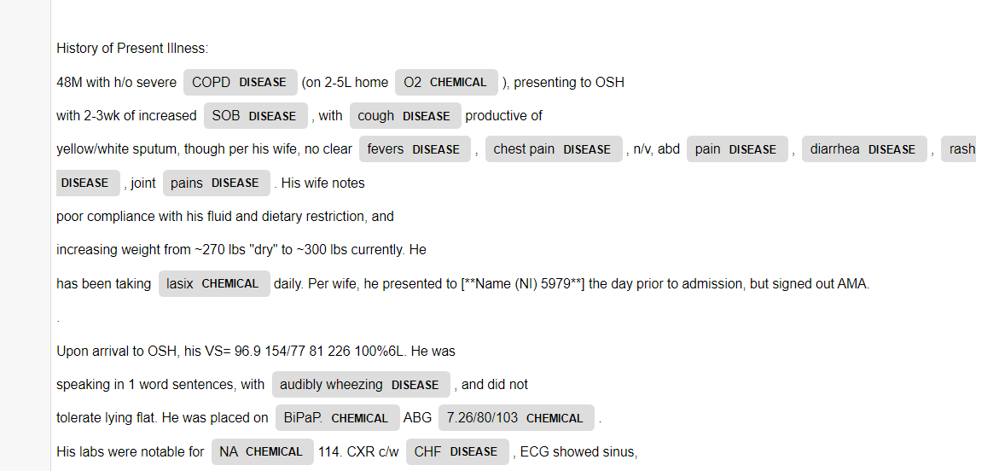 History of Present Illness:
48M with h/o severe COPD DISEASE (on 2-5L home O2 CHEMICAL ), presenting to OSH
with 2-3wk of increased SOB DISEASE , with cough DISEASE productive of
yellow/white sputum, though per his wife, no clear fevers DISEASE , chest pain DISEASE , n/v, abd pain DISEASE , diarrhea DISEASE , rash
DISEASE , joint pains DISEASE . His wife notes
poor compliance with his fluid and dietary restriction, and
increasing weight from ~270 lbs "dry" to ~300 lbs currently. He
has been taking lasix CHEMICAL daily. Per wife, he presented to [**Name (NI) 5979**] the day prior to admission, but signed out AMA.
.
Upon arrival to OSH, his VS= 96.9 154/77 81 226 100%6L. He was
speaking in 1 word sentences, with audibly wheezing DISEASE , and did not
tolerate lying flat. He was placed on BiPaP. CHEMICAL ABG 7.26/80/103 CHEMICAL .
His labs were notable for NA CHEMICAL 114. CXR c/w CHF DISEASE , ECG showed sinus,